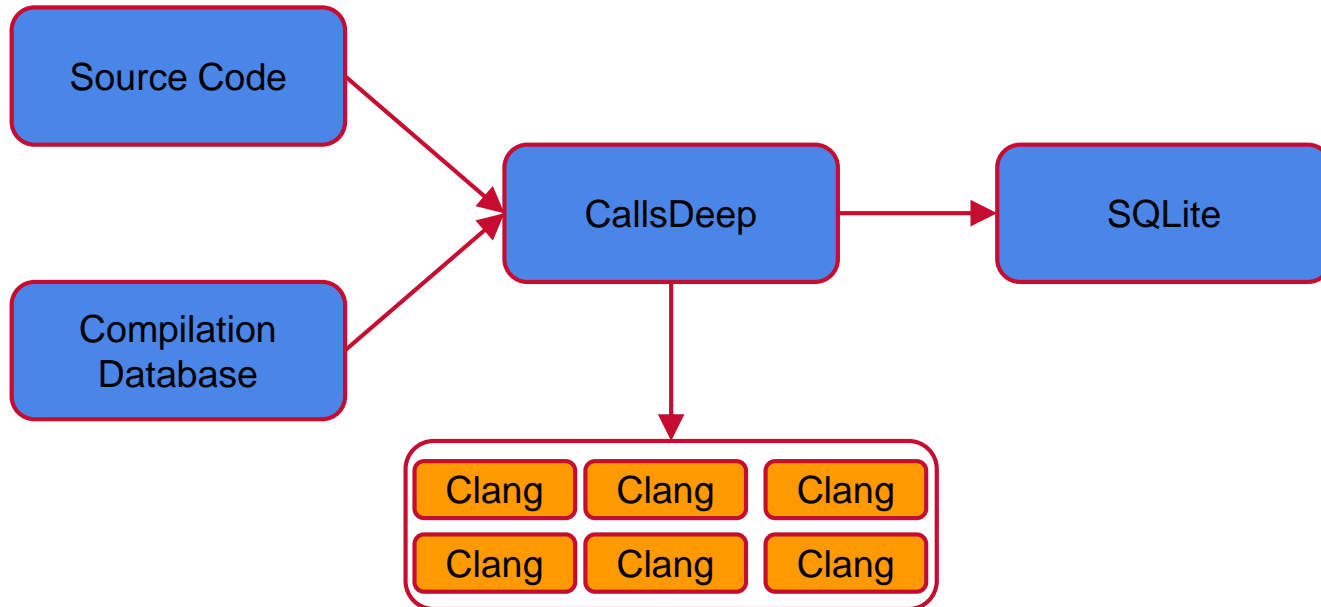 Source Code
CallsDeep
SQLite
Compilation
Database
Clang
Clang
Clang
Clang
Clang
Clang